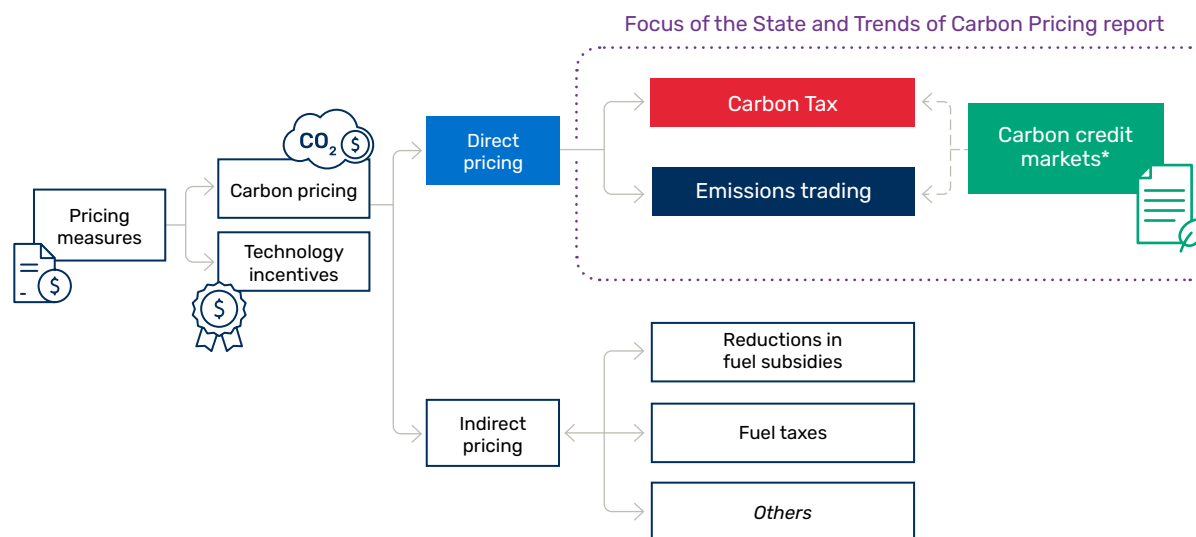 Focus of the State and Trends of Carbon Pricing report
Carbon Tax
Carbon credit
markets*
Direct
pricing
Emissions trading
CO₂ $
Carbon pricing
Pricing
measures
$
Technology
incentives
$
Reductions in
fuel subsidies
Indirect
pricing
Fuel taxes
Others